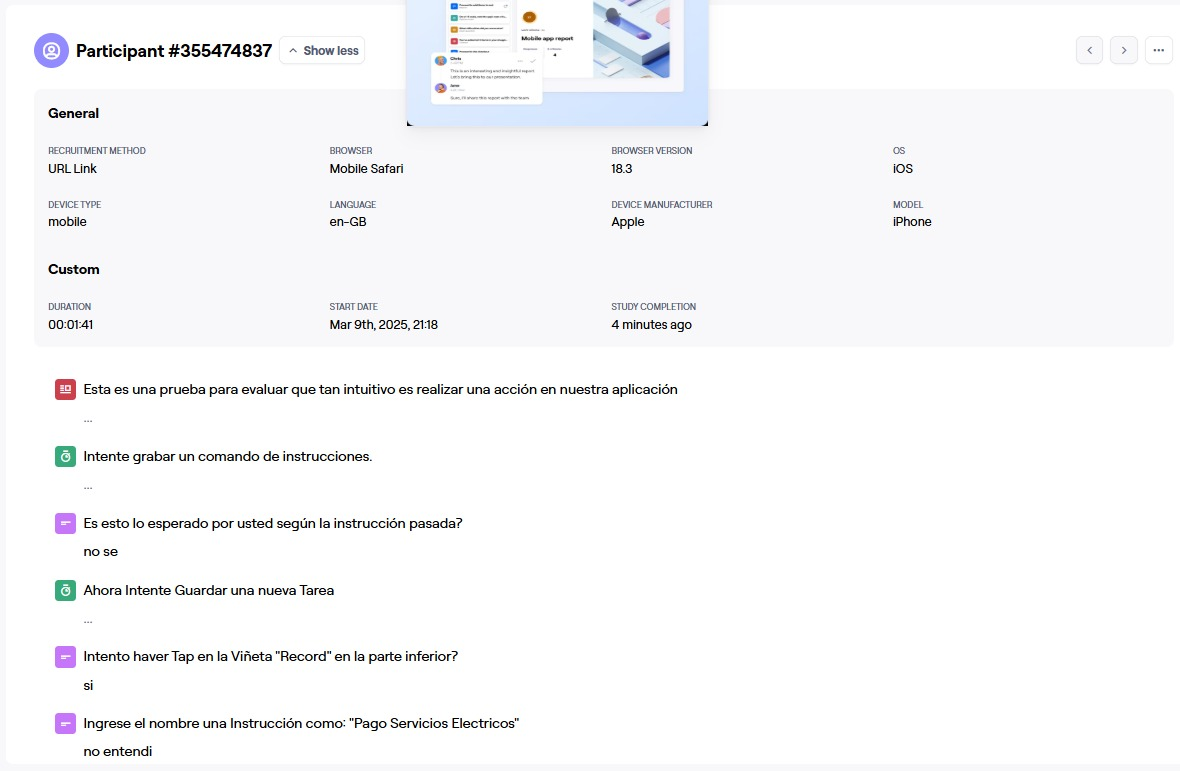 Chris
This is an interesting and insightful report.
Let's bring this to our presentation.
Jane
Sure, I'll share this report with the team
Mobile app report
4
Show less
General
RECRUITMENT METHOD
URL Link
BROWSER
Mobile Safari
BROWSER VERSION
18.3
OS
iOS
DEVICE TYPE
mobile
LANGUAGE
en-GB
DEVICE MANUFACTURER
Apple
MODEL
iPhone
Custom
DURATION
00:01:41
START DATE
Mar 9th, 2025, 21:18
STUDY COMPLETION
4 minutes ago
Esta es una prueba para evaluar que tan intuitivo es realizar una acción en nuestra aplicación
...
Intente grabar un comando de instrucciones.
...
Es esto lo esperado por usted según la instrucción pasada?
no se
Ahora Intente Guardar una nueva Tarea
...
Intento haver Tap en la Viñeta "Record" en la parte inferior?
si
Ingrese el nombre una Instrucción como: "Pago Servicios Electricos"
no entendi